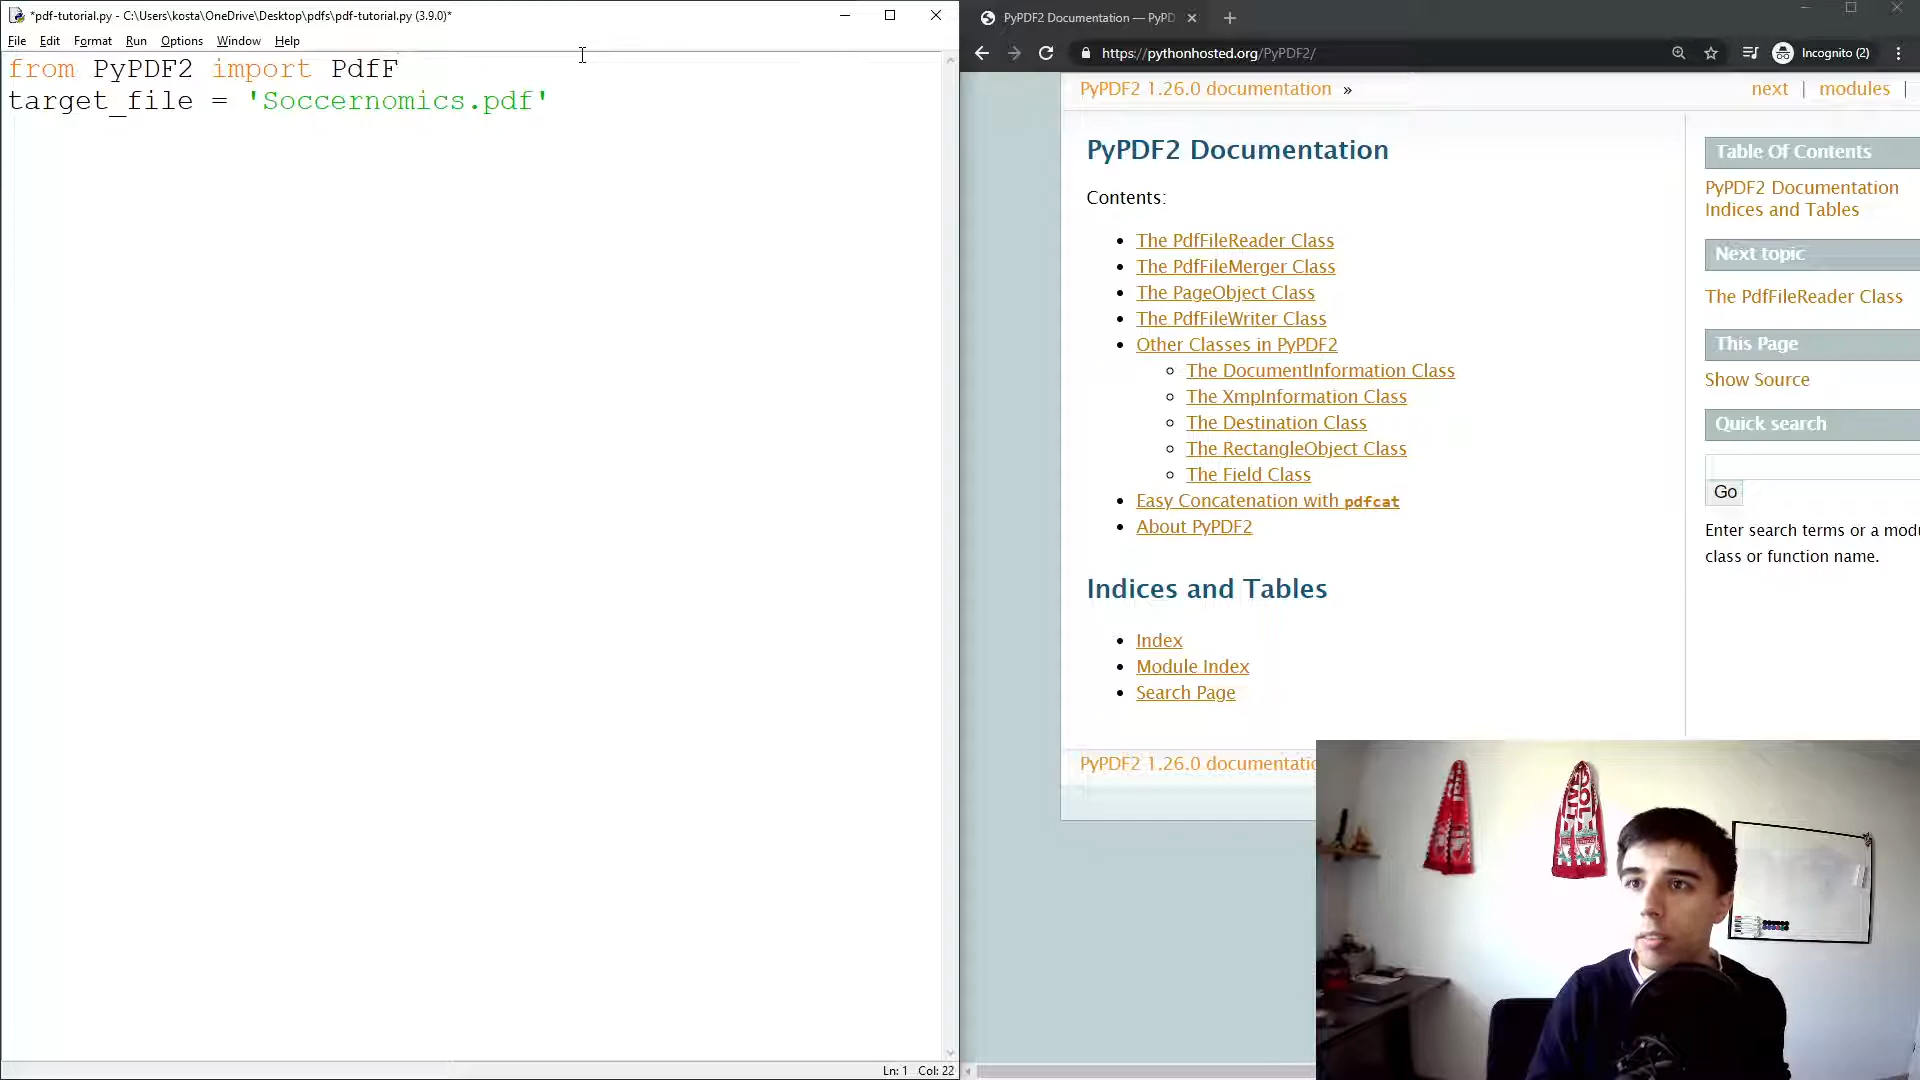 *pdf-tutorial.py - C:\Users\kosta\OneDrive\Desktop\pdfs\pdf-tutorial.py (3.9.0)*
File Edit Format Run Options Window Help
from PyPDF2 import PdfF
target_file = 'Soccernomics.pdf'
Ln: 1 Col: 22
PyPDF2 Documentation — PyPD
https://pythonhosted.org/PyPDF2/
Incognito (2)
PyPDF2 1.26.0 documentation »
next | modules |
PyPDF2 Documentation
Contents:
The PdfFileReader Class
The PdfFileMerger Class
The PageObject Class
The PdfFileWriter Class
Other Classes in PyPDF2
The DocumentInformation Class
The XmpInformation Class
The Destination Class
The RectangleObject Class
The Field Class
Easy Concatenation with pdfcat
About PyPDF2
Indices and Tables
Index
Module Index
Search Page
PyPDF2 1.26.0 documentatio
Table Of Contents
PyPDF2 Documentation
Indices and Tables
Next topic
The PdfFileReader Class
This Page
Show Source
Quick search
Go
Enter search terms or a modu
class or function name.